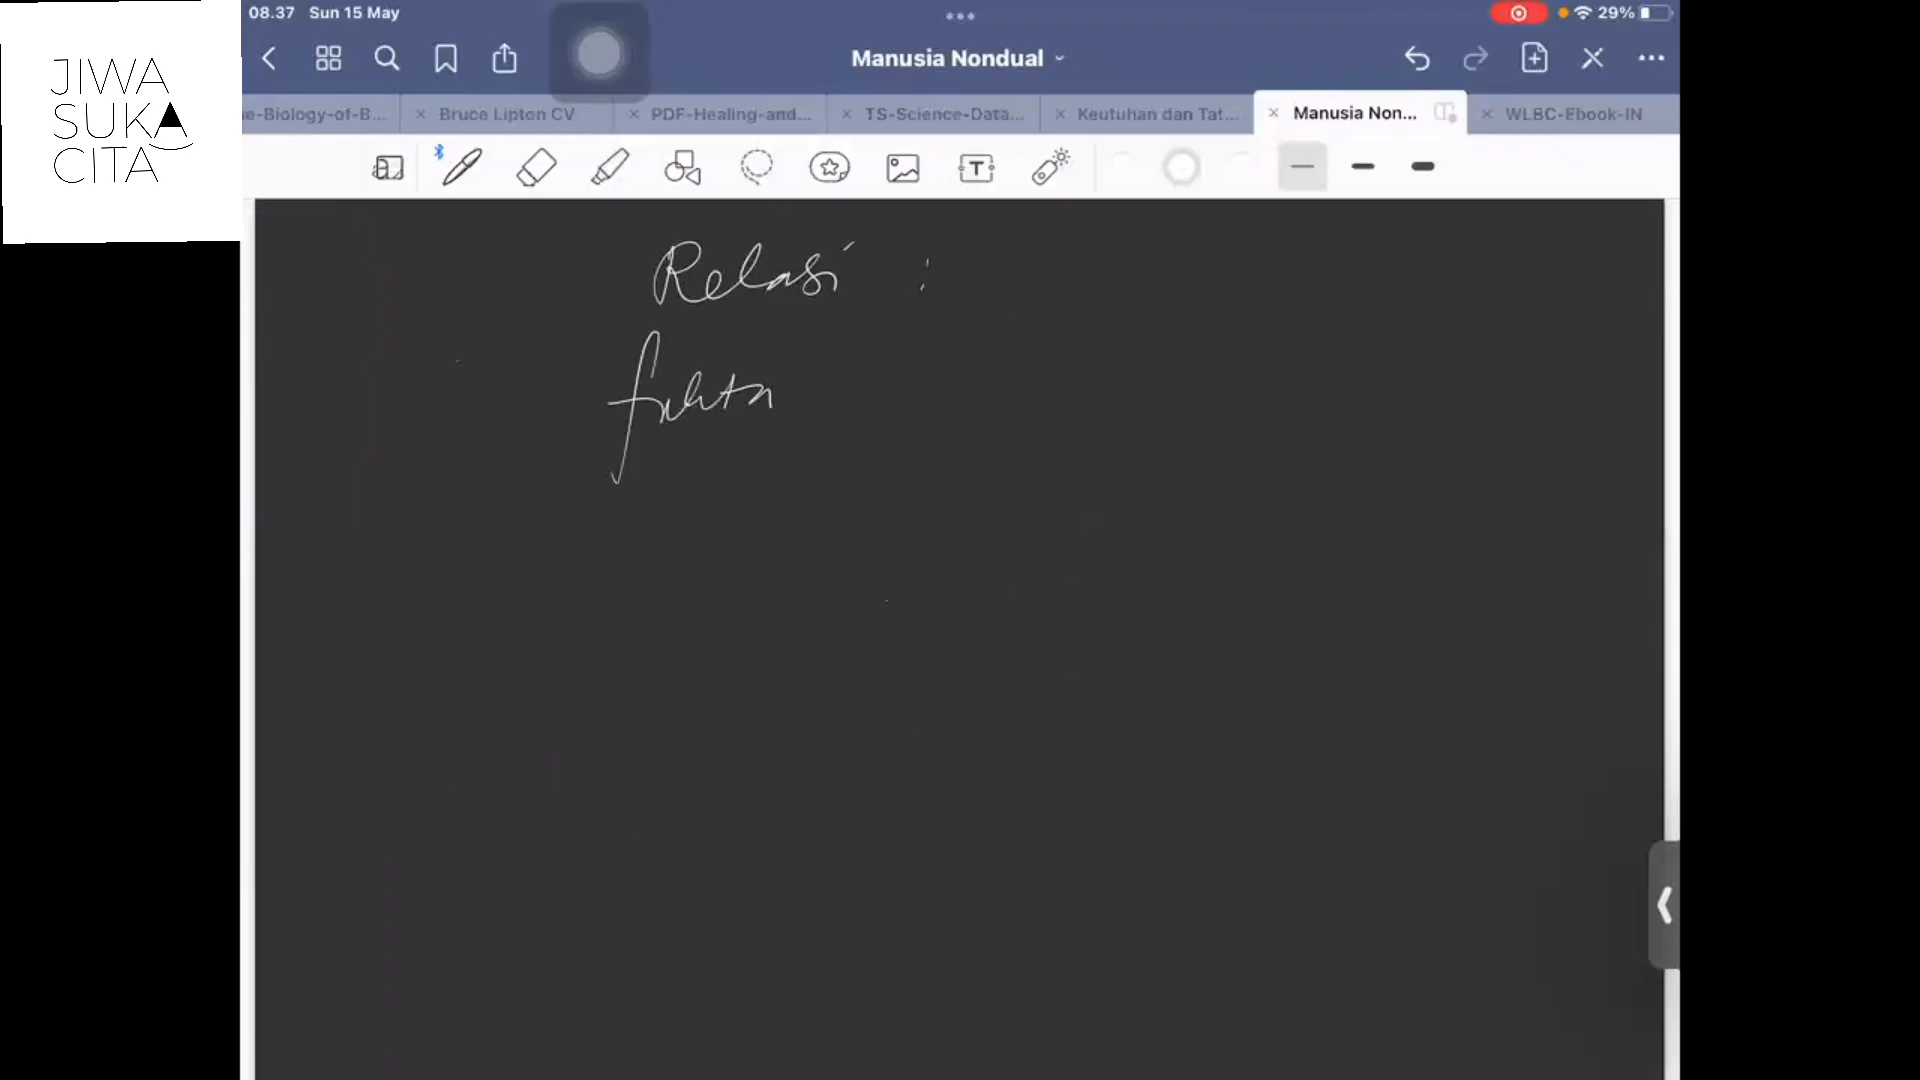 08.37 Sun 15 May
29%
JIWA
SUKA
CITA
Manusia Nondual
e-Biology-of-B...
Bruce Lipton CV
PDF-Healing-and...
TS-Science-Data...
Keutuhan dan Tat...
Manusia Non...
WLBC-Ebook-IN
Relasi :
fakta